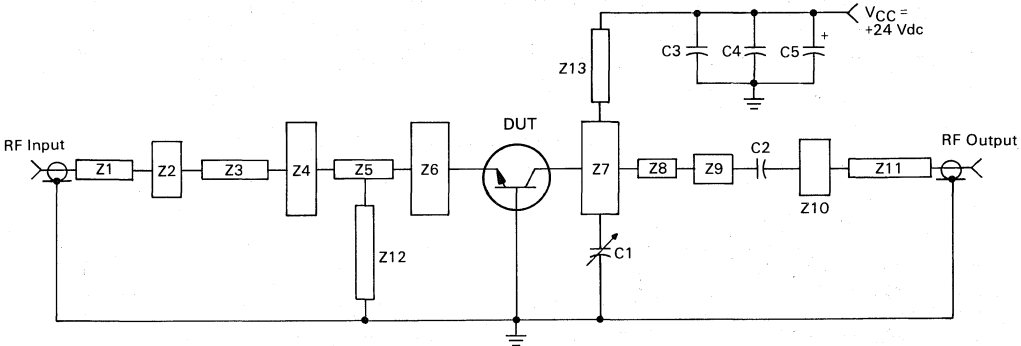 VCC =
+24 Vdc
C3
C4
C5
+
Z13
DUT
RF Input
RF Output
Z1
Z2
Z3
Z4
Z5
Z6
Z7
Z8
Z9
C2
Z10
Z11
Z12
C1